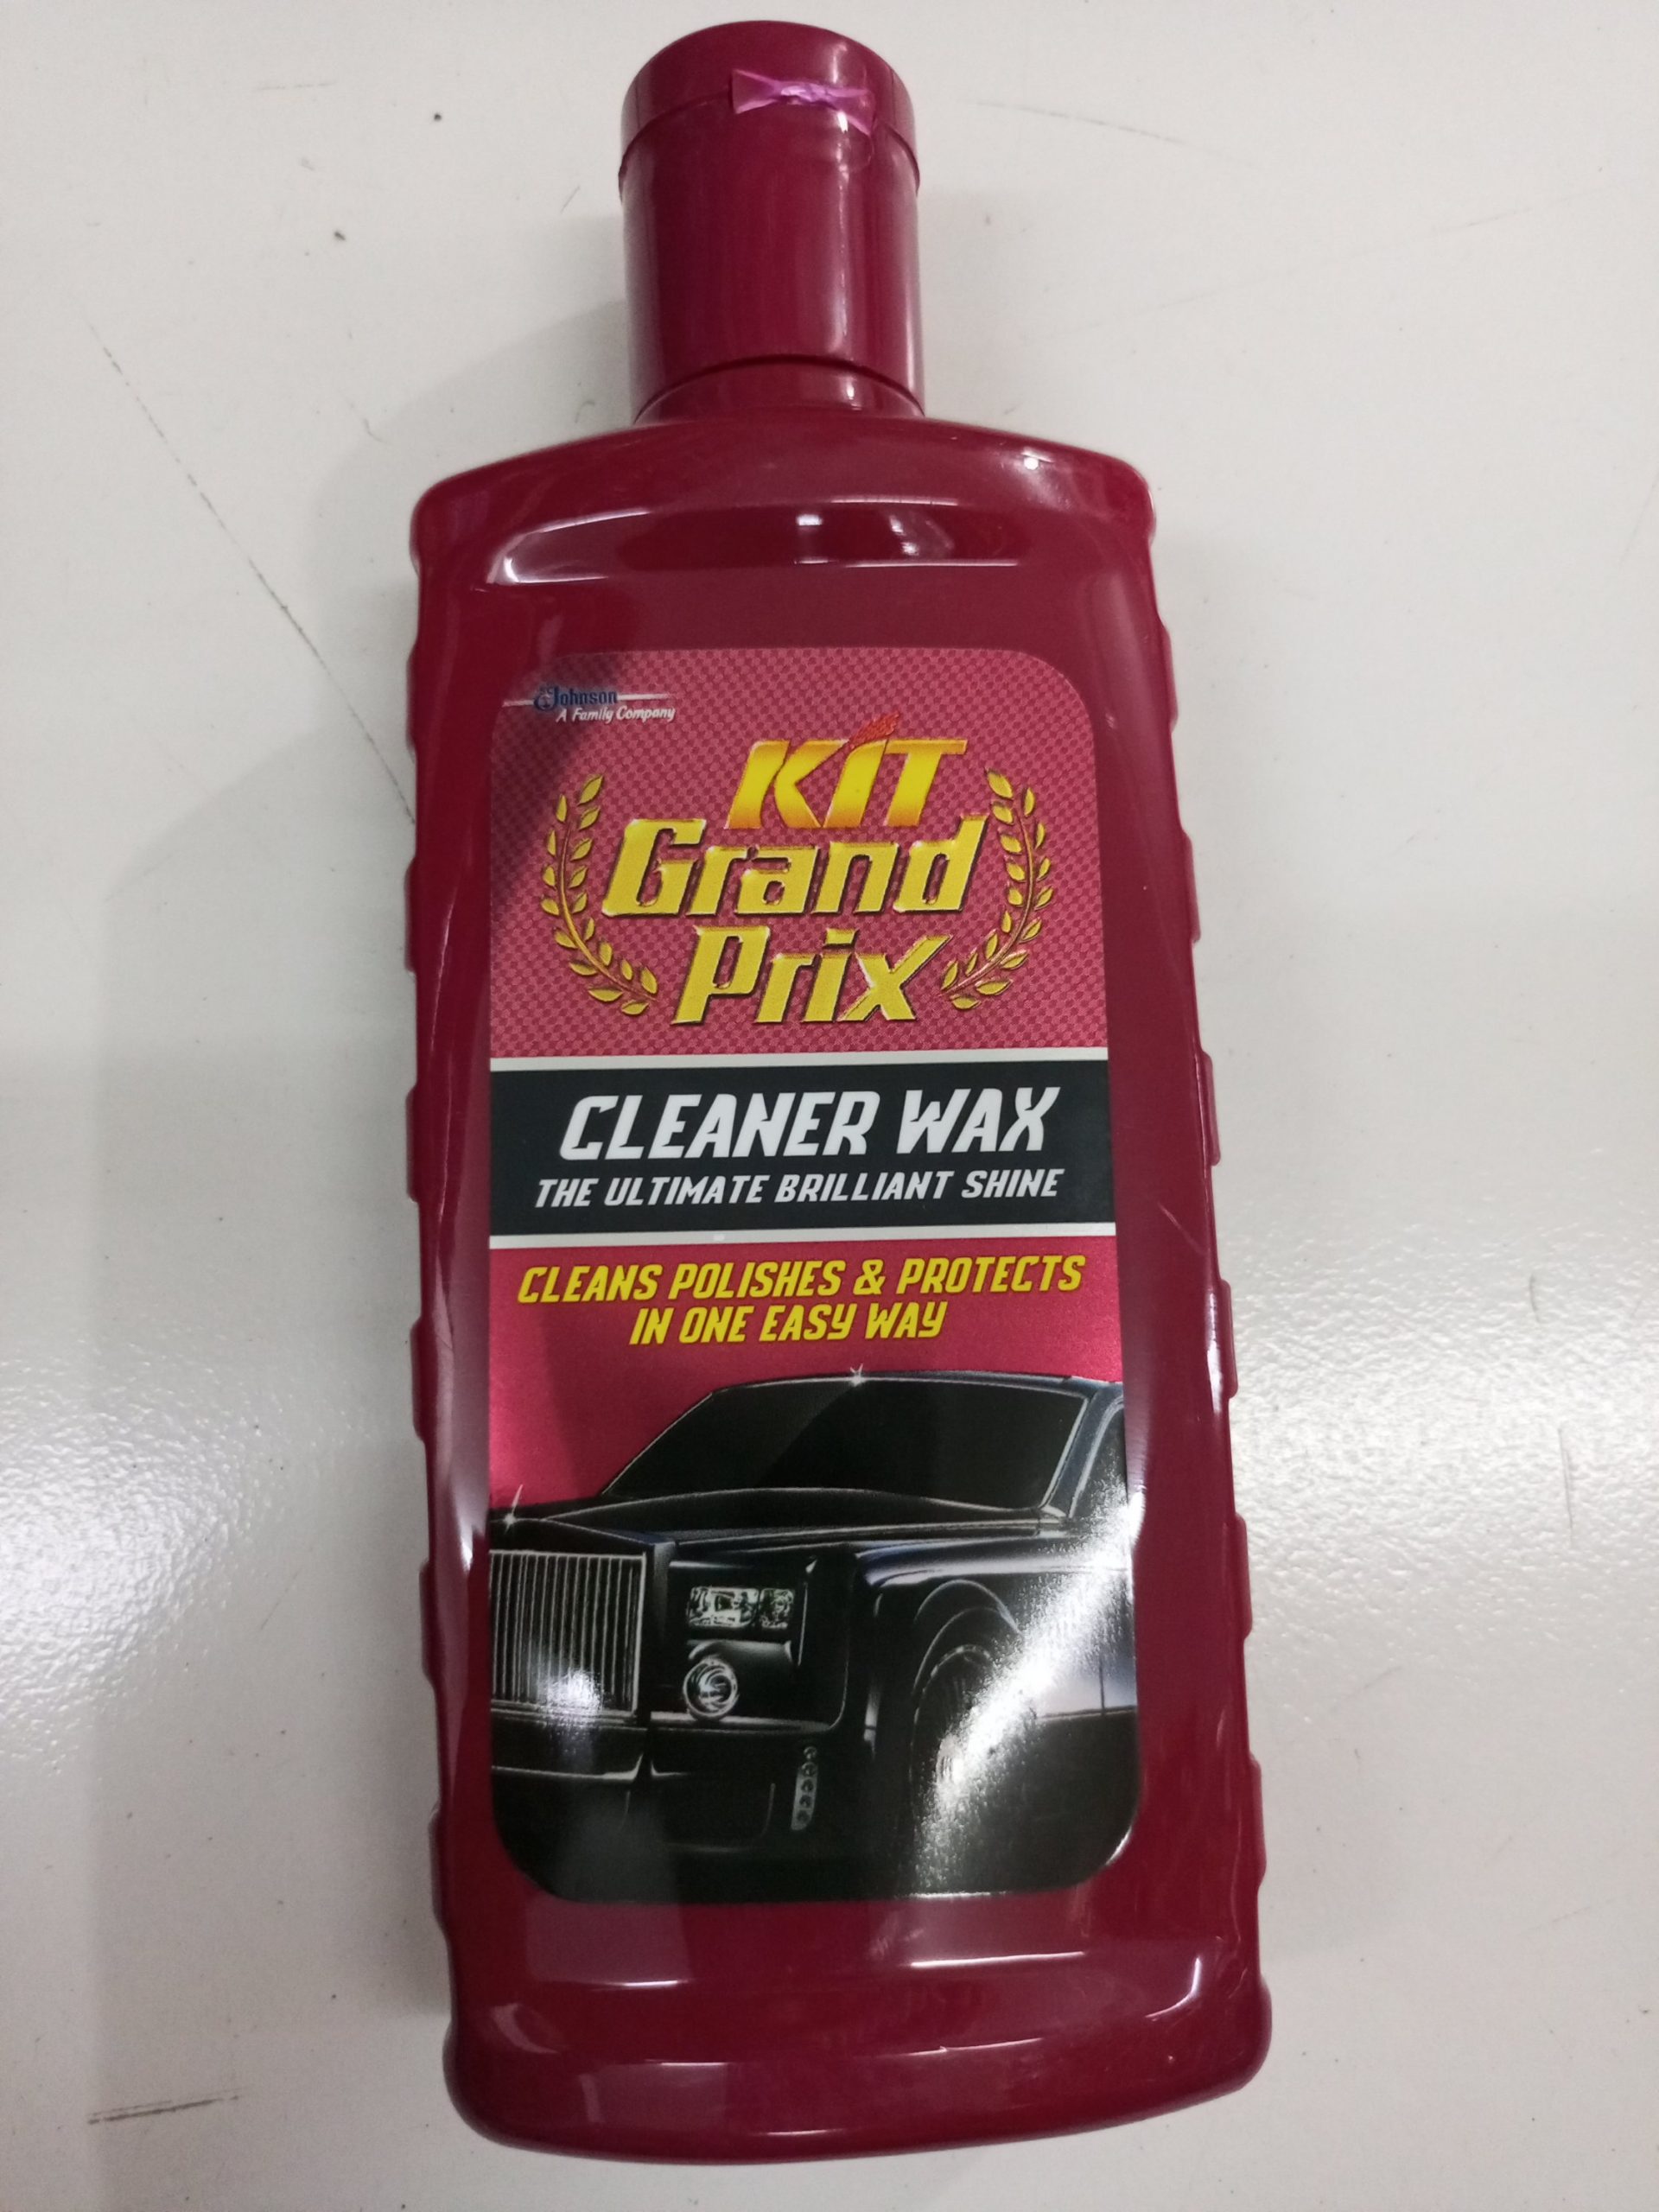 SC Johnson
A Family Company
KIT
Grand
Prix
CLEANER WAX
THE ULTIMATE BRILLIANT SHINE
CLEANS POLISHES & PROTECTS
IN ONE EASY WAY